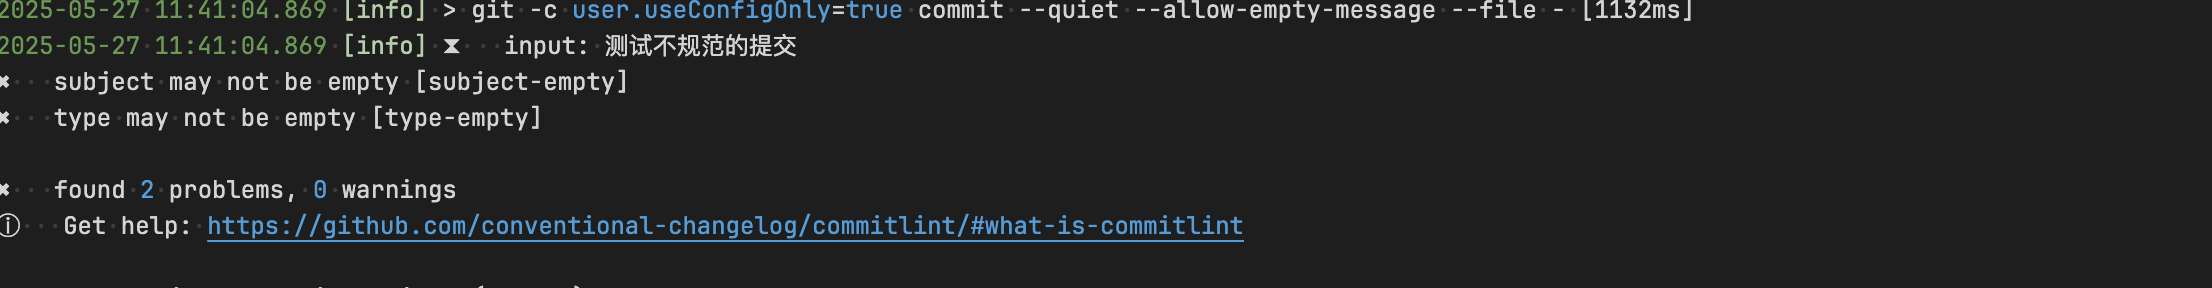 2025-05-27 11:41:04.869 [info] > git -c user.useConfigOnly=true commit --quiet --allow-empty-message --file - [1132ms]
2025-05-27 11:41:04.869 [info] ⧗   input: 测试不规范的提交
✖   subject may not be empty [subject-empty]
✖   type may not be empty [type-empty]
✖   found 2 problems, 0 warnings
ⓘ   Get help: https://github.com/conventional-changelog/commitlint/#what-is-commitlint